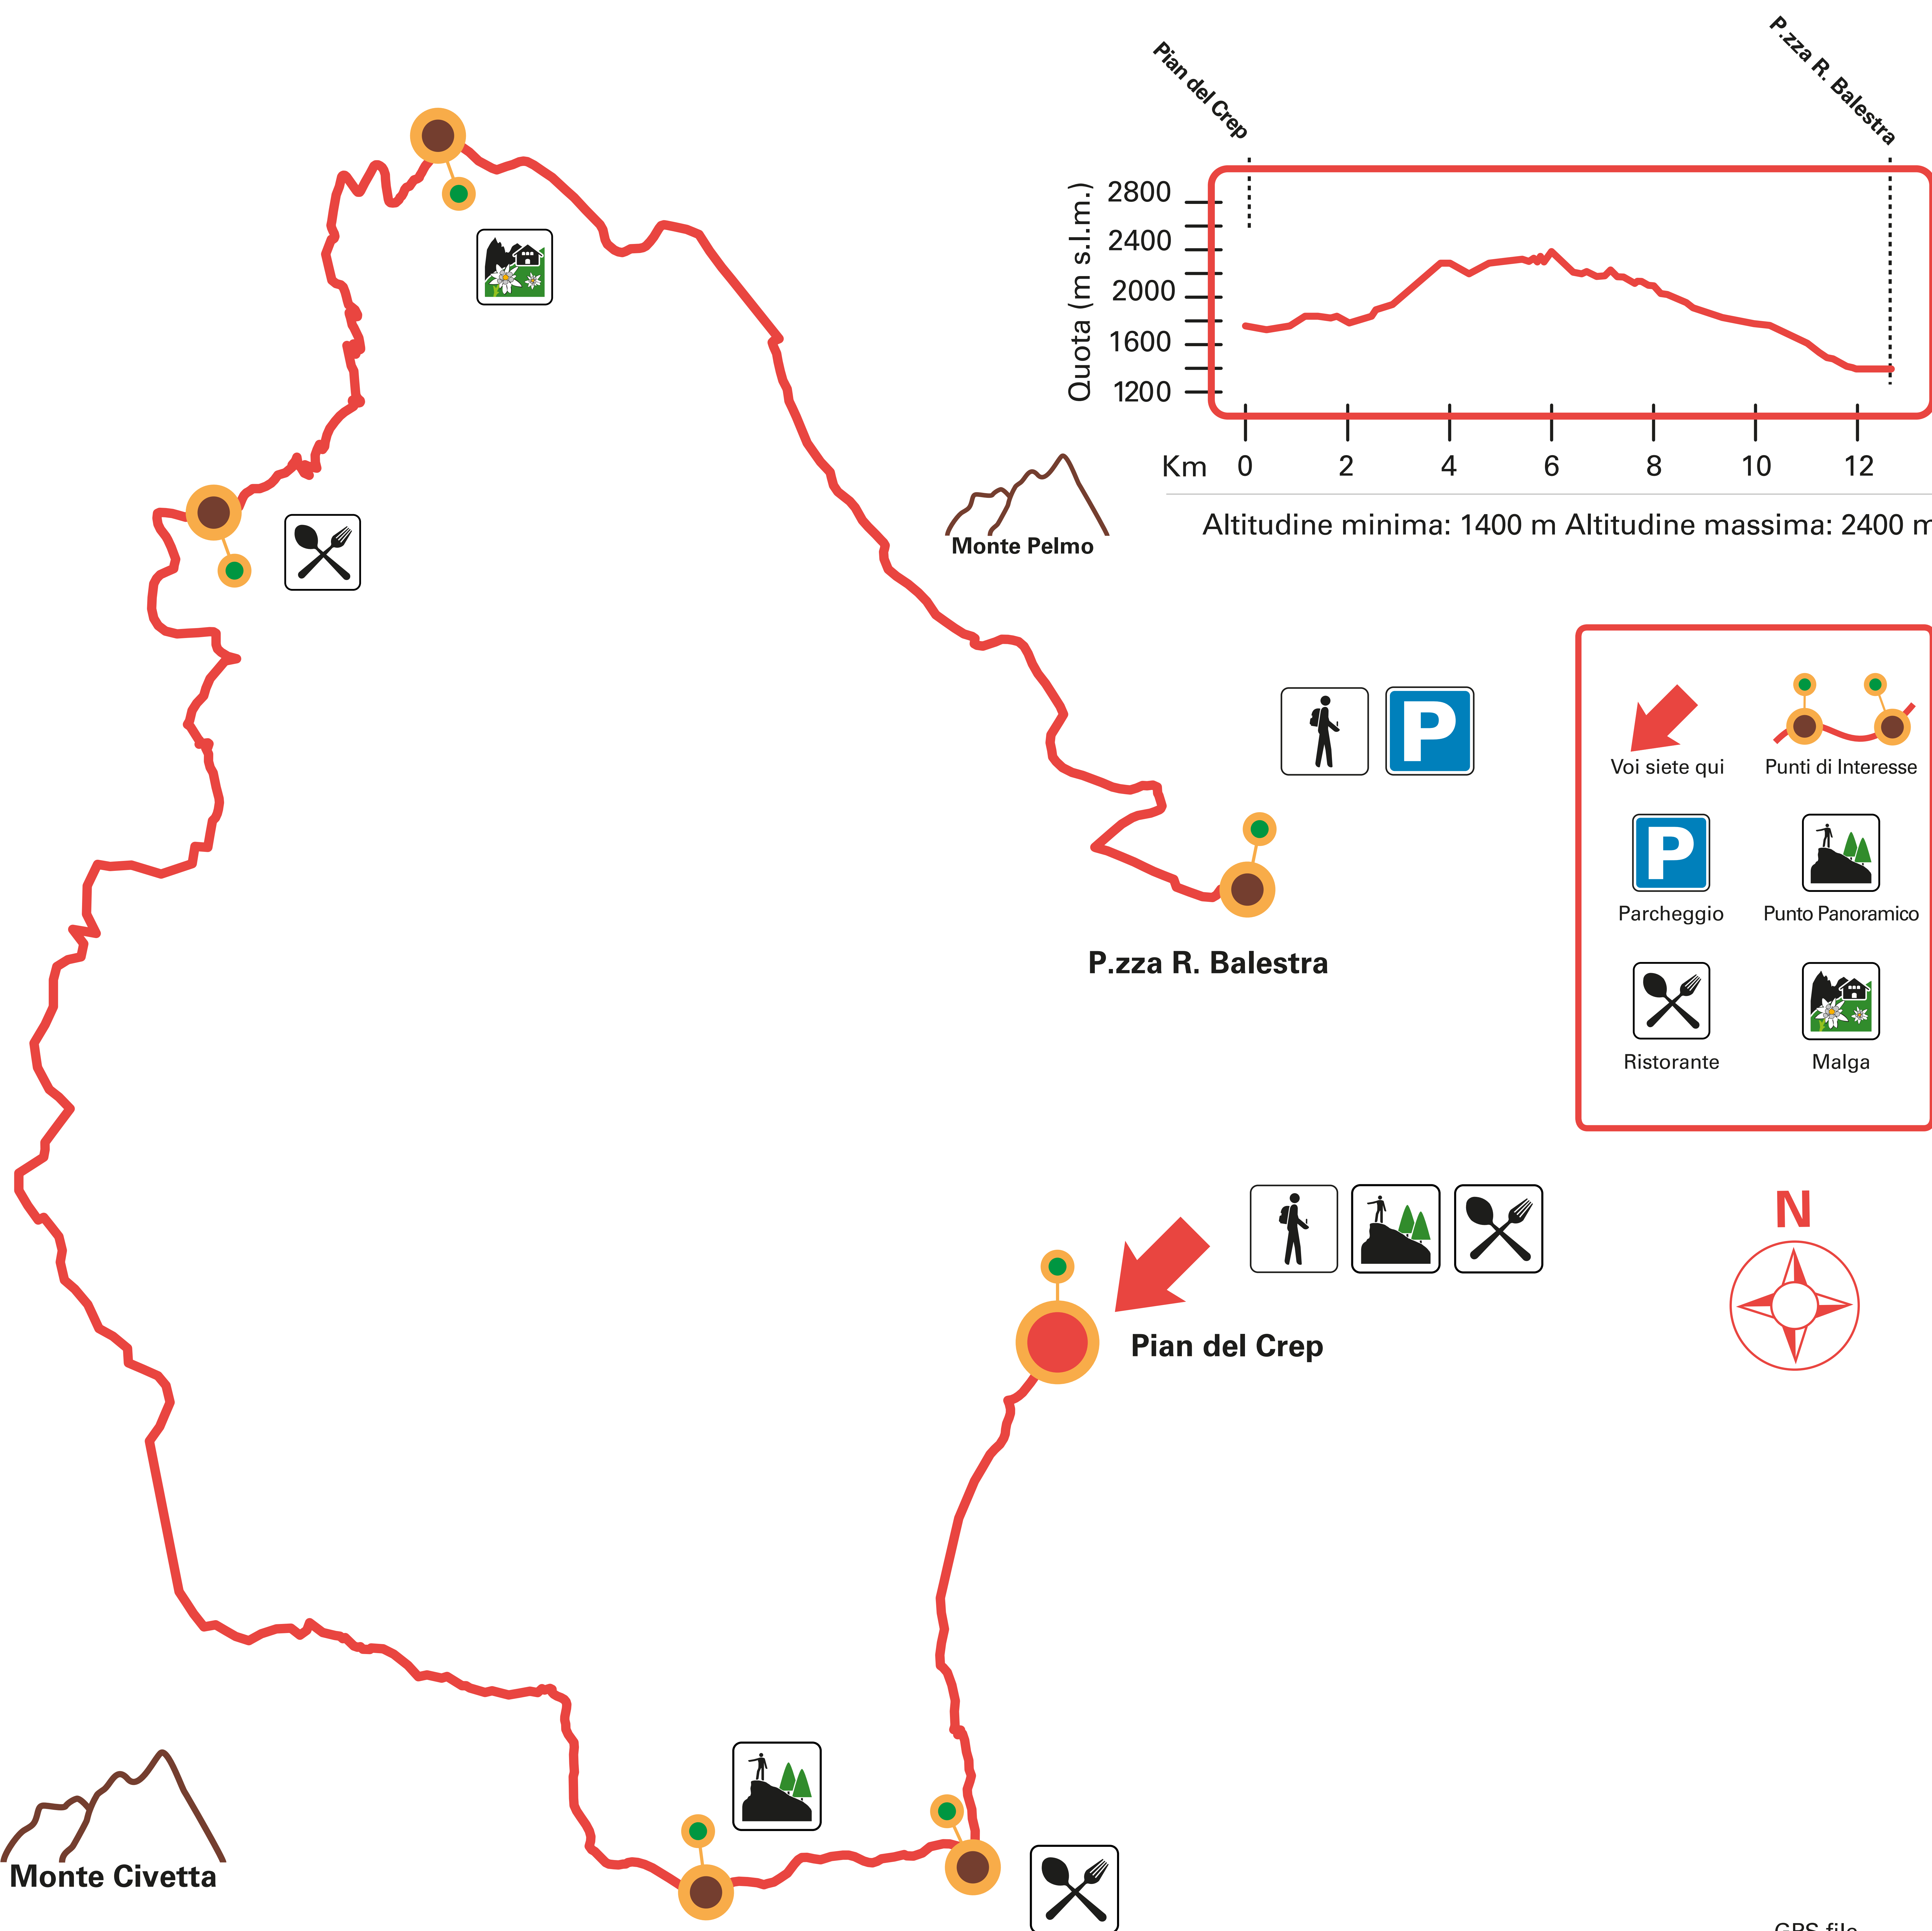 Pian del Crep
P.zza R. Balestra
Quota (m s.l.m.)
2800
2400
2000
1600
1200
Km 0 2 4 6 8 10 12
Altitudine minima: 1400 m Altitudine massima: 2400 m
Monte Pelmo
P
P.zza R. Balestra
Voi siete qui
Punti di Interesse
P
Parcheggio
Punto Panoramico
Ristorante
Malga
N
Pian del Crep
Monte Civetta
GPS file